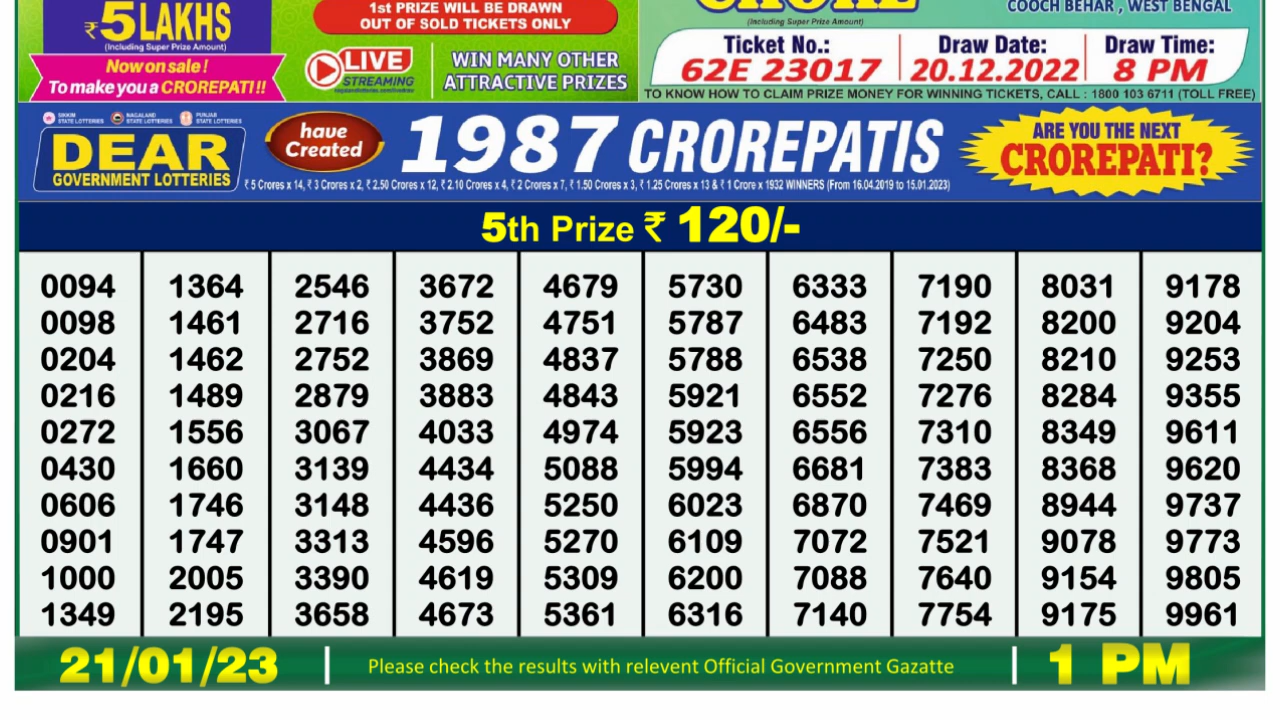 ₹5 LAKHS
(Including Super Prize Amount)
Now on sale !
To make you a CROREPATI !!
1st PRIZE WILL BE DRAWN
OUT OF SOLD TICKETS ONLY
LIVE
STREAMING
WIN MANY OTHER
ATTRACTIVE PRIZES
(Including Super Prize Amount)
COOCH BEHAR , WEST BENGAL
Ticket No.: Draw Date: Draw Time:
62E 23017 20.12.2022 8 PM
TO KNOW HOW TO CLAIM PRIZE MONEY FOR WINNING TICKETS, CALL : 1800 103 6711 (TOLL FREE)
SIKKIM STATE LOTTERIES NAGALAND STATE LOTTERIES PUNJAB STATE LOTTERIES
DEAR
GOVERNMENT LOTTERIES
have
Created
1987 CROREPATIS
₹ 5 Crores x 14, ₹ 3 Crores x 2, ₹ 2.50 Crores x 12, ₹ 2.10 Crores x 4, ₹ 2 Crores x 7, ₹ 1.50 Crores x 3, ₹ 1.25 Crores x 13 & ₹ 1 Crore x 1932 WINNERS (From 16.04.2019 to 15.01.2023)
ARE YOU THE NEXT
CROREPATI?
5th Prize ₹ 120/-
0094 1364 2546 3672 4679 5730 6333 7190 8031 9178
0098 1461 2716 3752 4751 5787 6483 7192 8200 9204
0204 1462 2752 3869 4837 5788 6538 7250 8210 9253
0216 1489 2879 3883 4843 5921 6552 7276 8284 9355
0272 1556 3067 4033 4974 5923 6556 7310 8349 9611
0430 1660 3139 4434 5088 5994 6681 7383 8368 9620
0606 1746 3148 4436 5250 6023 6870 7469 8944 9737
0901 1747 3313 4596 5270 6109 7072 7521 9078 9773
1000 2005 3390 4619 5309 6200 7088 7640 9154 9805
1349 2195 3658 4673 5361 6316 7140 7754 9175 9961
21/01/23 | Please check the results with relevent Official Government Gazatte | 1 PM